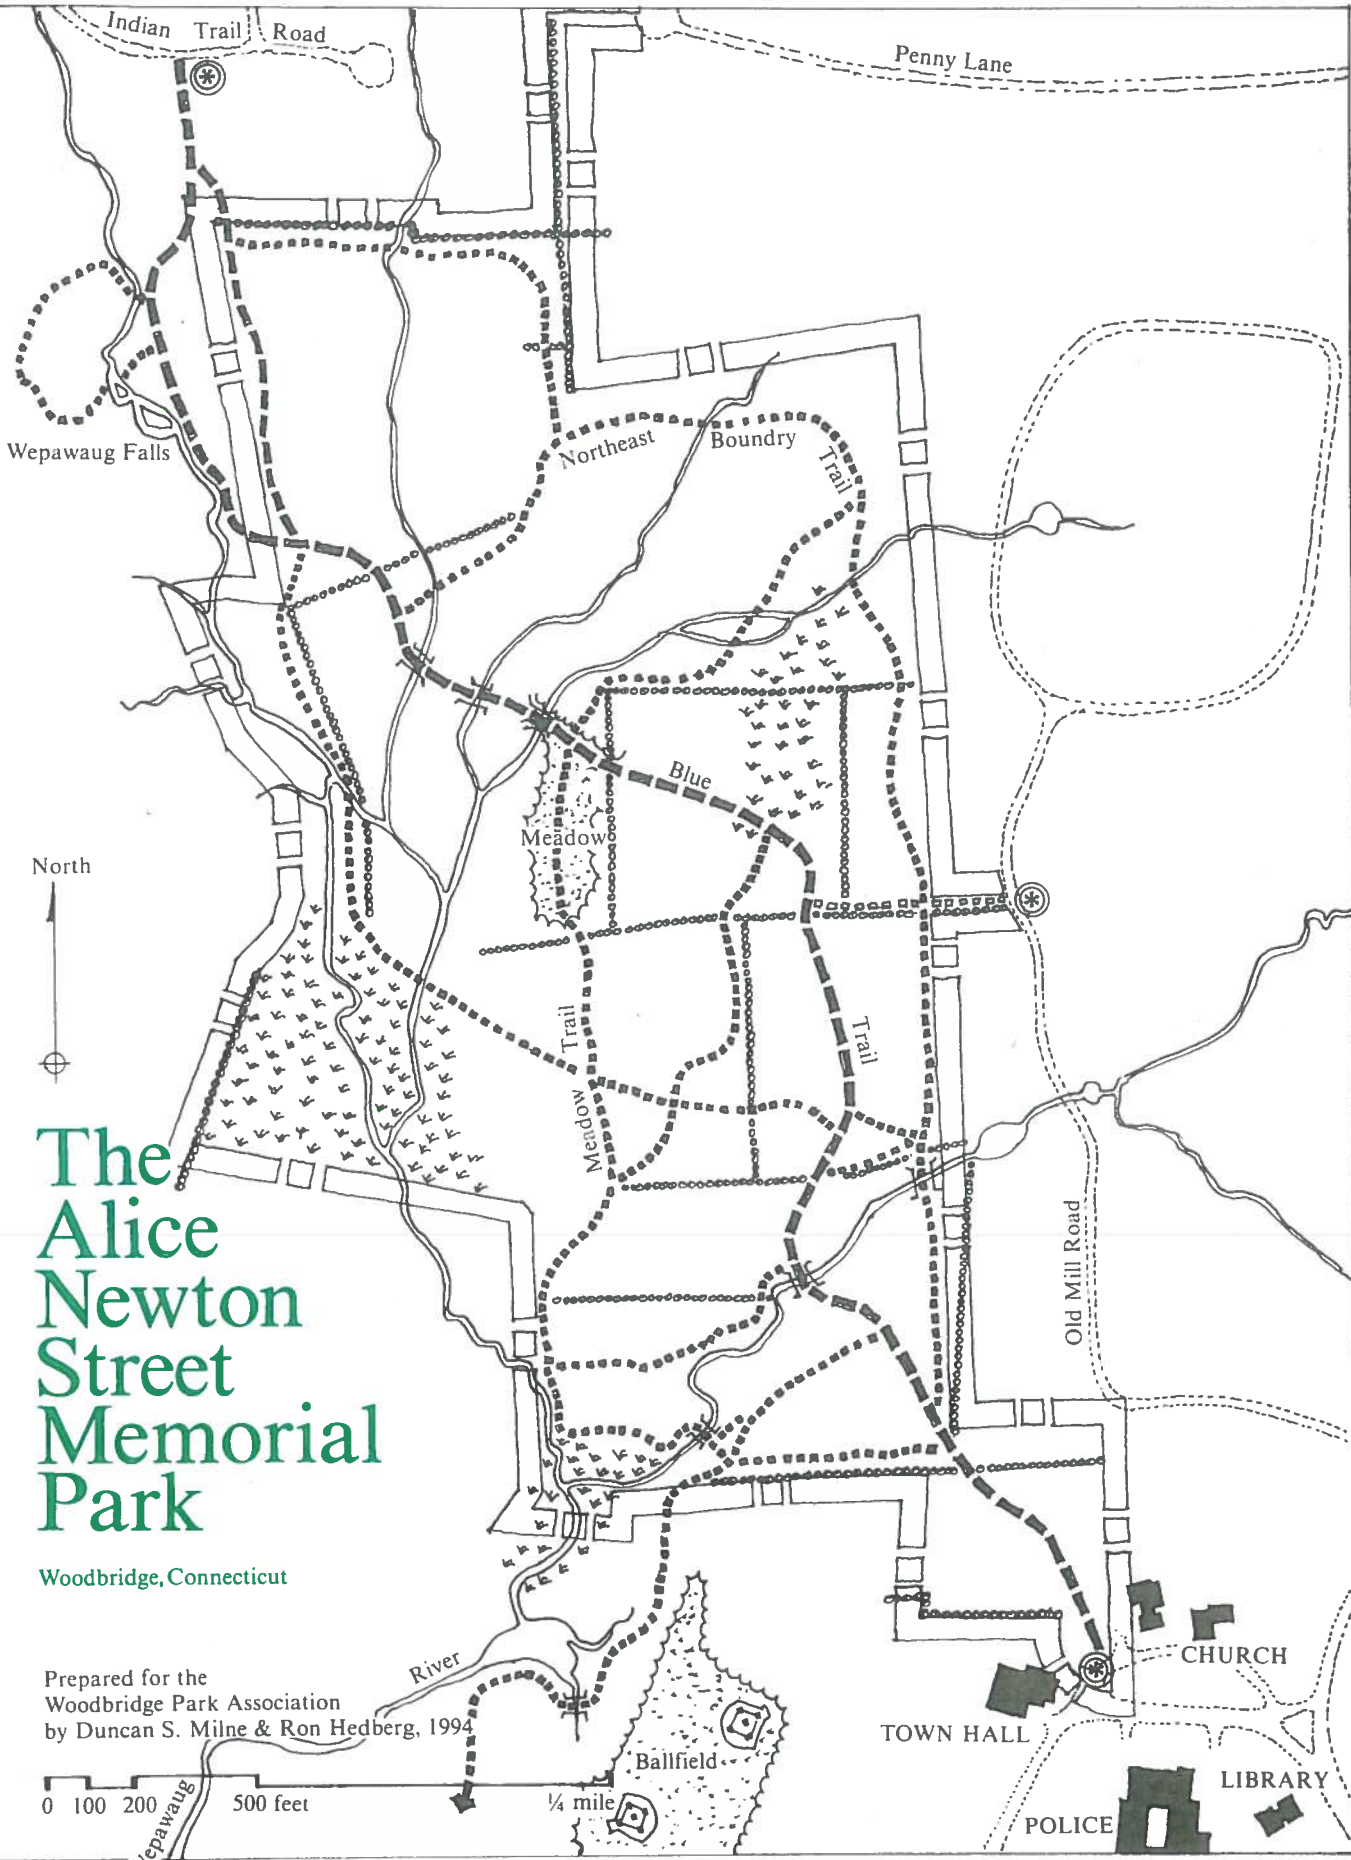 Indian Trail Road
Penny Lane
Wepawaug Falls
Northeast Boundry Trail
Blue Trail
Meadow
Meadow Trail
North
Old Mill Road
The
Alice
Newton
Street
Memorial
Park
Woodbridge, Connecticut
Prepared for the
Woodbridge Park Association
by Duncan S. Milne & Ron Hedberg, 1994
0 100 200 500 feet ¼ mile
Wepawaug River
Ballfield
CHURCH
TOWN HALL
LIBRARY
POLICE